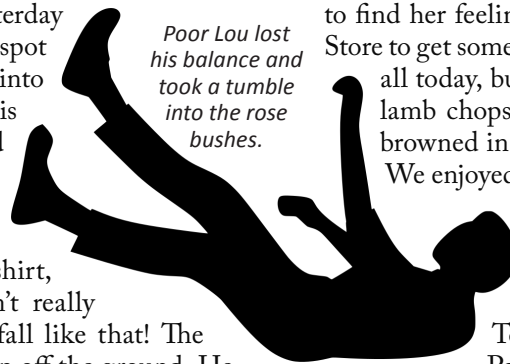 terday
spot
into
is
Poor Lou lost
his balance and
took a tumble
into the rose
bushes.
shirt,
't really
fall like that! The
off the ground. He
to find her feelin
Store to get some
all today, bu
lamb chops
browned in
We enjoyed